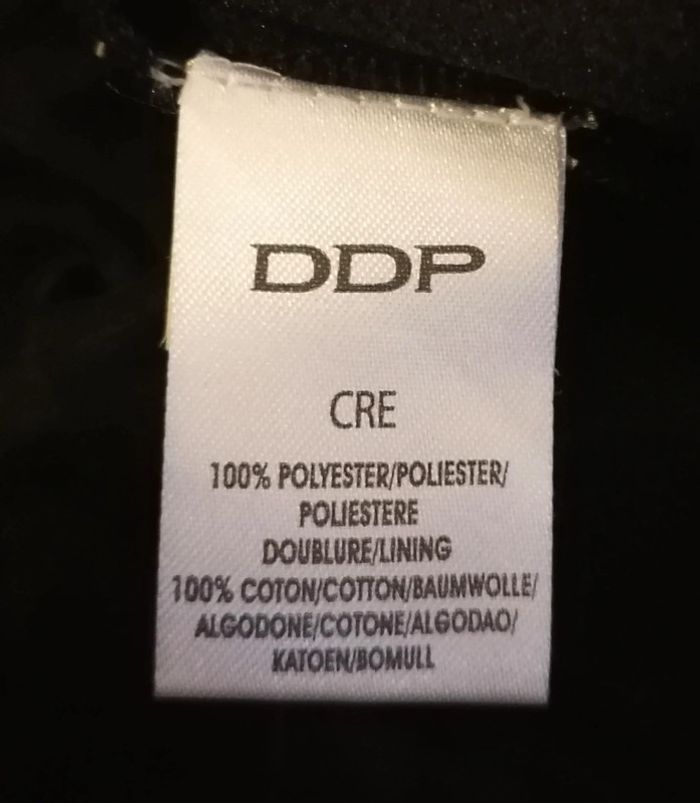 DDP
CRE
100% POLYESTER/POLIESTER/
POLIESTERE
DOUBLURE/LINING
100% COTON/COTTON/BAUMWOLLE/
ALGODONE/COTONE/ALGODAO/
KATOEN/BOMULL